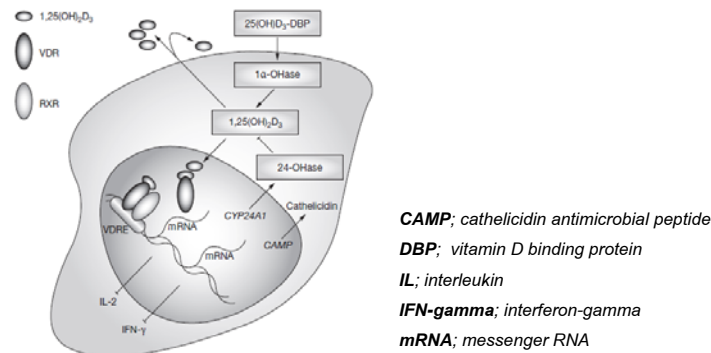 1,25(OH)₂D₃
VDR
RXR
25(OH)D₃-DBP
1α-OHase
1,25(OH)₂D₃
24-OHase
Cathelicidin
CYP24A1
CAMP
mRNA
mRNA
VDRE
IL-2
IFN-γ
CAMP; cathelicidin antimicrobial peptide
DBP; vitamin D binding protein
IL; interleukin
IFN-gamma; interferon-gamma
mRNA; messenger RNA